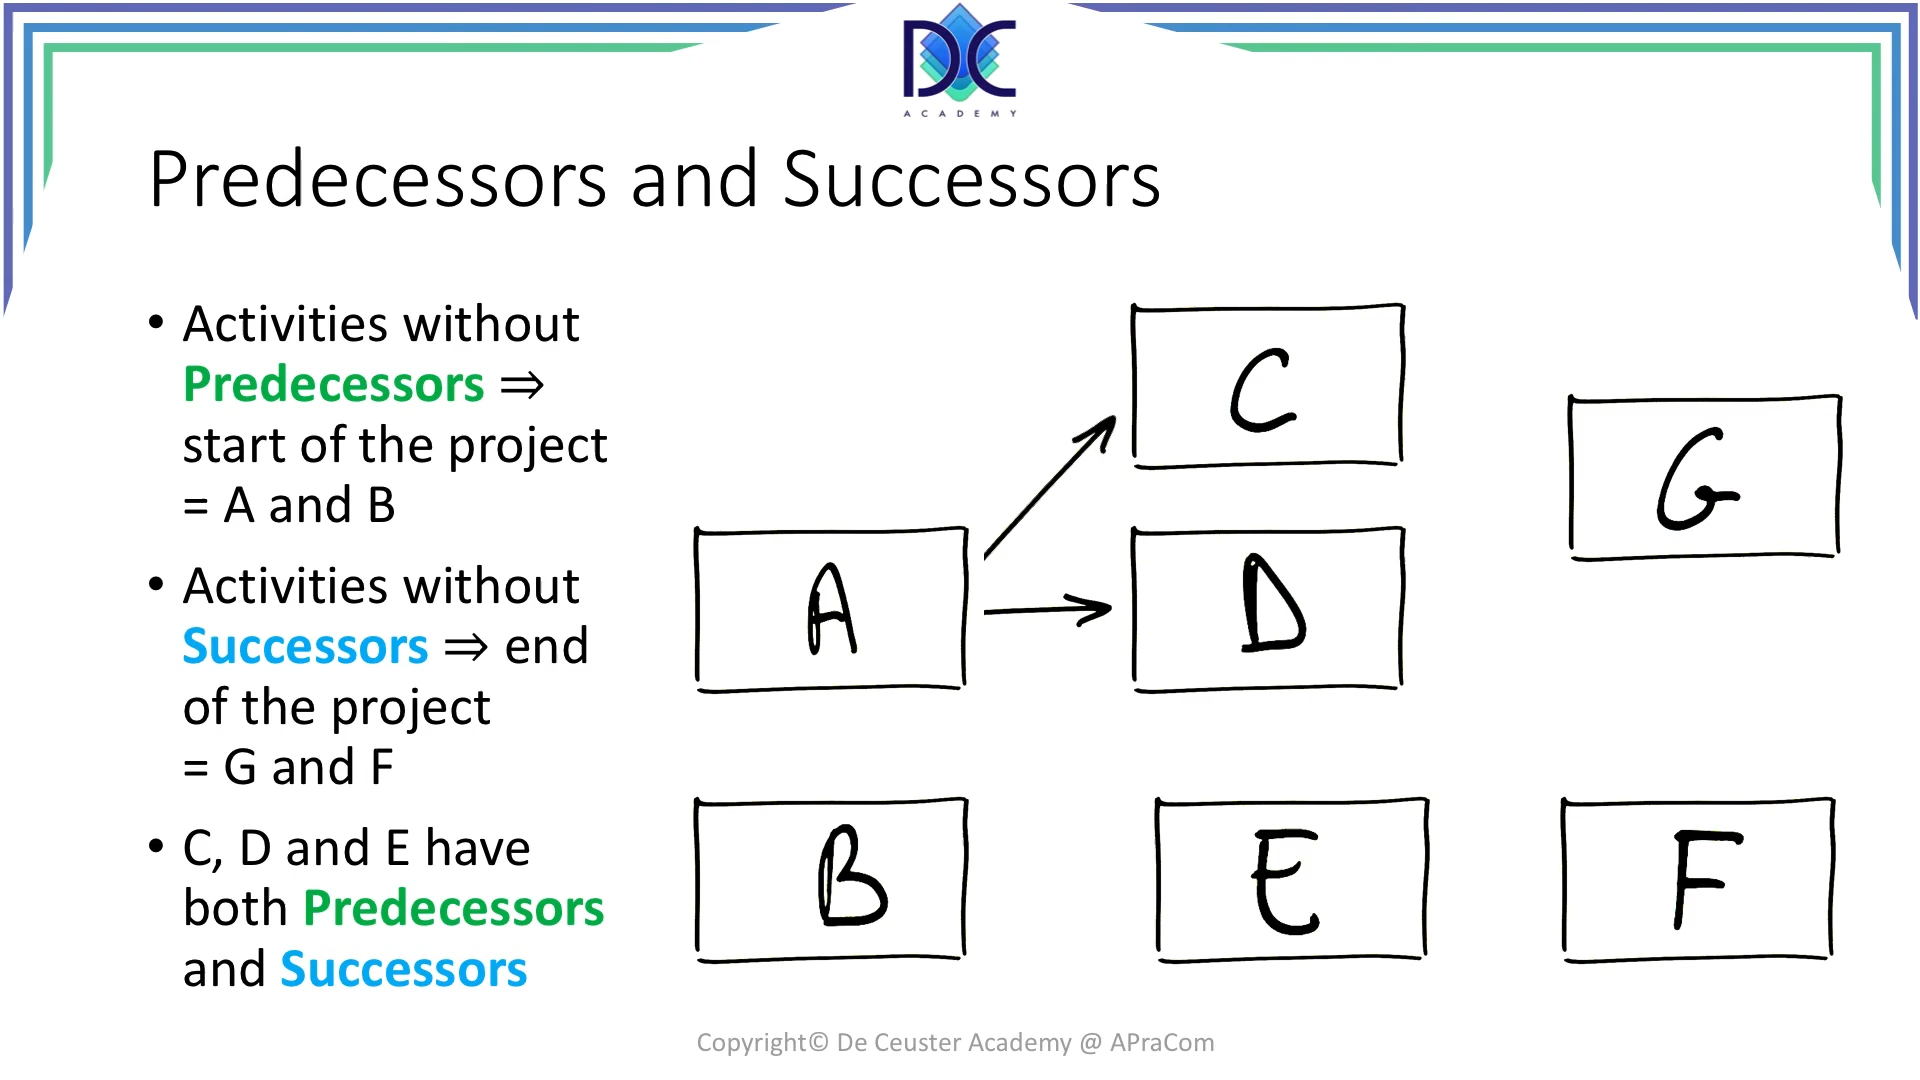 DC
ACADEMY
Predecessors and Successors
• Activities without
Predecessors ⇒
start of the project
= A and B
• Activities without
Successors ⇒ end
of the project
= G and F
• C, D and E have
both Predecessors
and Successors
C
G
A
D
B
E
F
Copyright© De Ceuster Academy @ APraCom